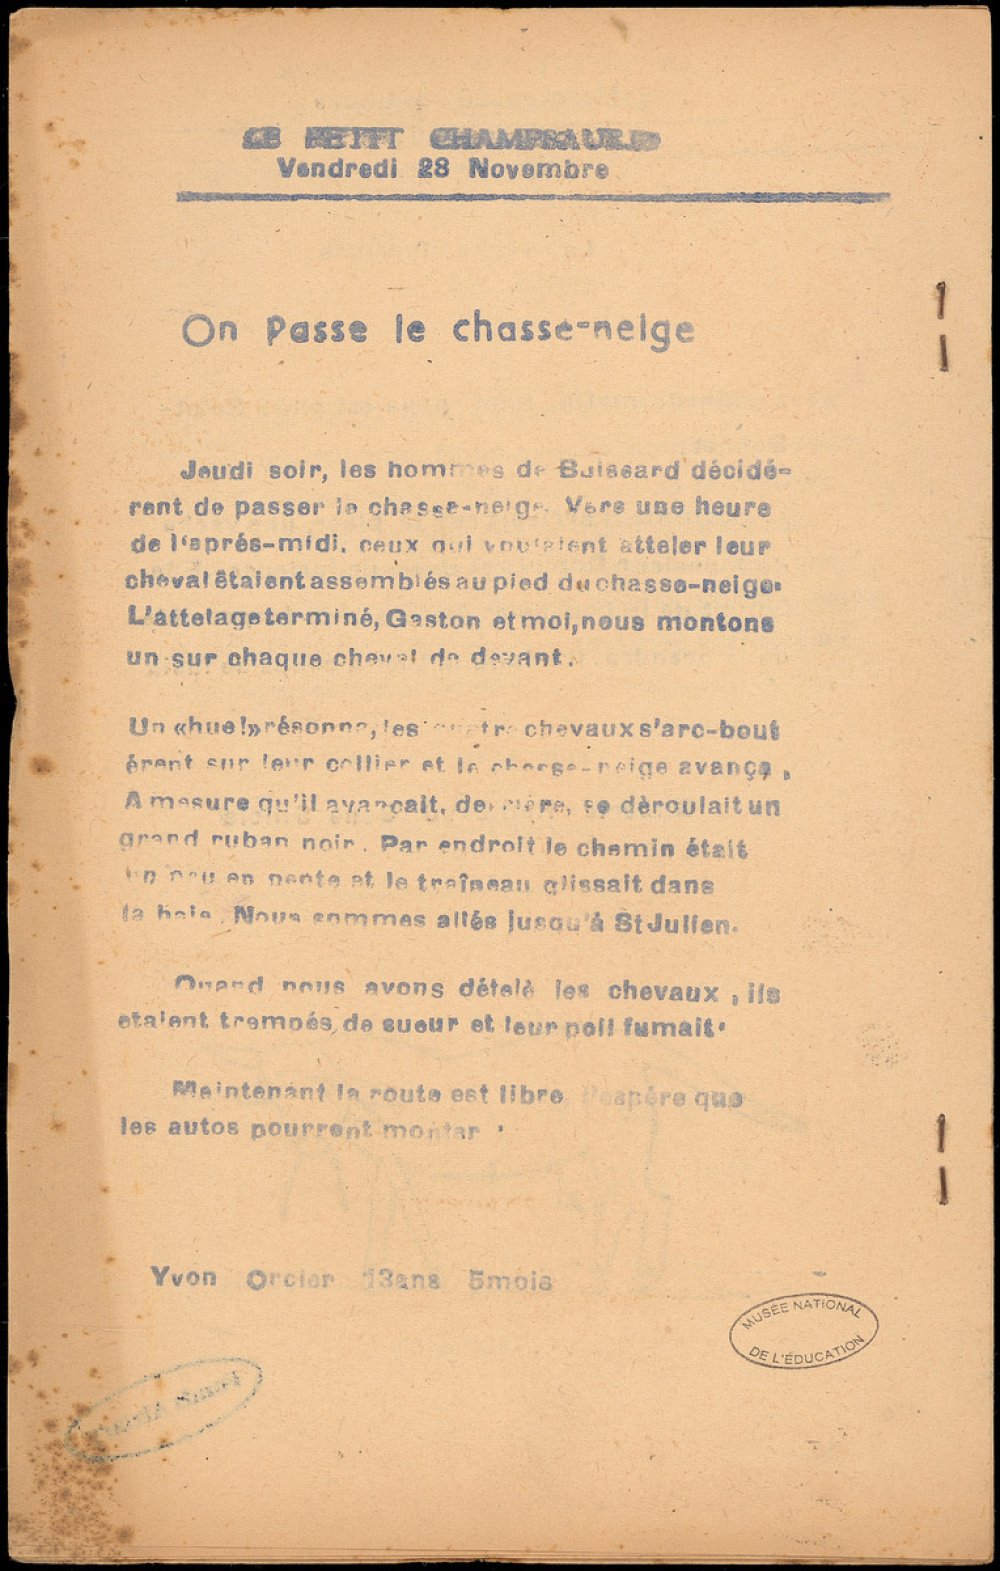 LE PETIT CHAMPSAURID
Vendredi 28 Novembre
On Passe le chasse-neige
Jeudi soir, les hommes de Buissard décidé-
rent de passer le chasse-neige. Vers une heure
de l'aprés-midi, ceux qui voulaient atteler leur
cheval êtaient assemblés au pied du chasse-neige.
L'attelage terminé, Gaston et moi, nous montons
un sur chaque cheval de devant.
Un «hue!» résonne, les quatre chevaux s'arc-bout
èrent sur leur collier et le chasse-neige avança.
A mesure qu'il avançait, derrière, se dèroulait un
grand ruban noir. Par endroit le chemin était
un peu en pente et le traîneau glissait dans
la haie. Nous sommes allés jusqu'á St Julien.
Quand nous avons dételè les chevaux, ils
etaient trempés de sueur et leur poil fumait.
Maintenant la route est libre J'espère que
les autos pourront monter.
Yvon Orcier 13ans 5mois
MUSÉE NATIONAL
DE L'ÉDUCATION